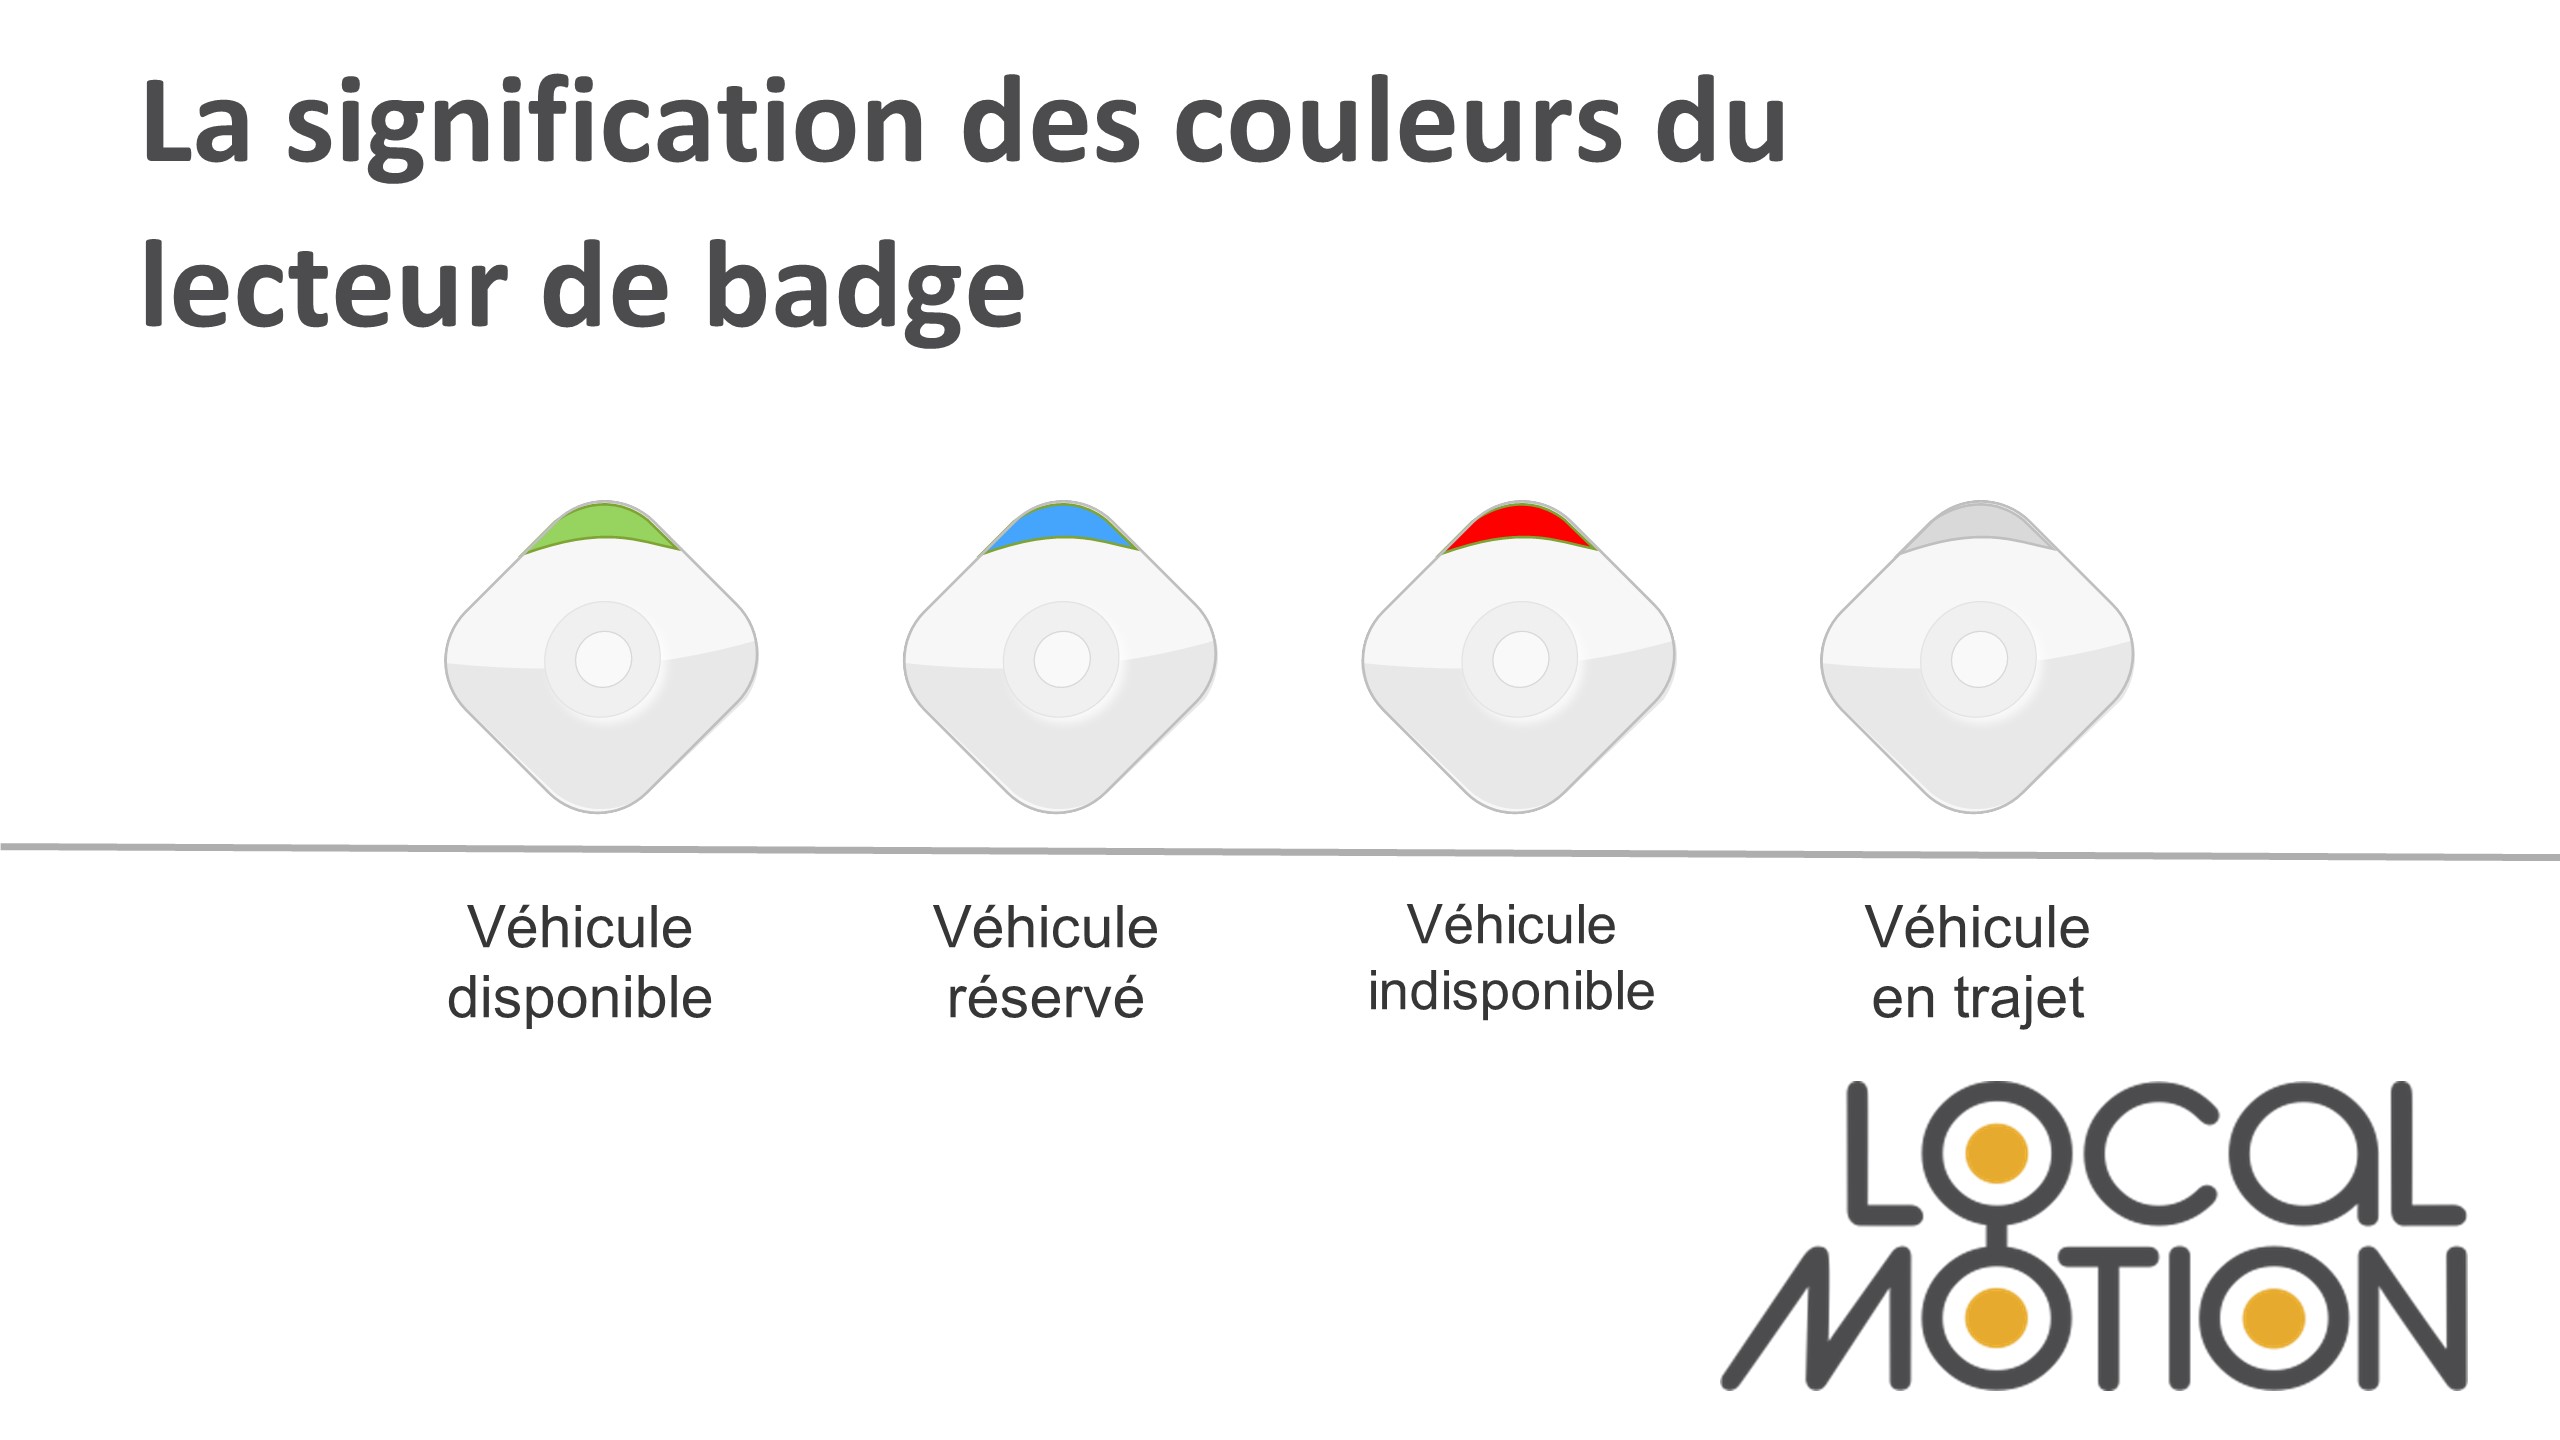 La signification des couleurs du
lecteur de badge
Véhicule
disponible
Véhicule
réservé
Véhicule
indisponible
Véhicule
en trajet
LOCAL
MOTION